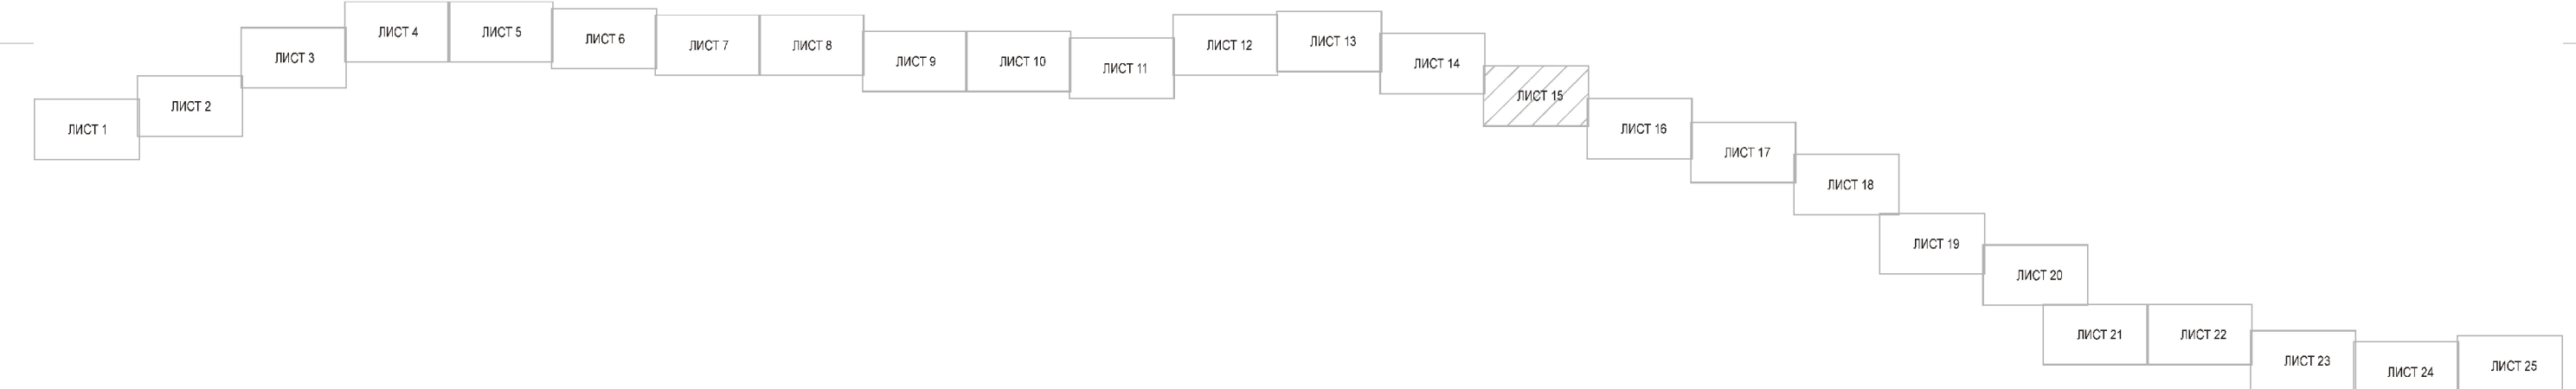 ЛИСТ 1
ЛИСТ 2
ЛИСТ 3
ЛИСТ 4
ЛИСТ 5
ЛИСТ 6
ЛИСТ 7
ЛИСТ 8
ЛИСТ 9
ЛИСТ 10
ЛИСТ 11
ЛИСТ 12
ЛИСТ 13
ЛИСТ 14
ЛИСТ 15
ЛИСТ 16
ЛИСТ 17
ЛИСТ 18
ЛИСТ 19
ЛИСТ 20
ЛИСТ 21
ЛИСТ 22
ЛИСТ 23
ЛИСТ 24
ЛИСТ 25